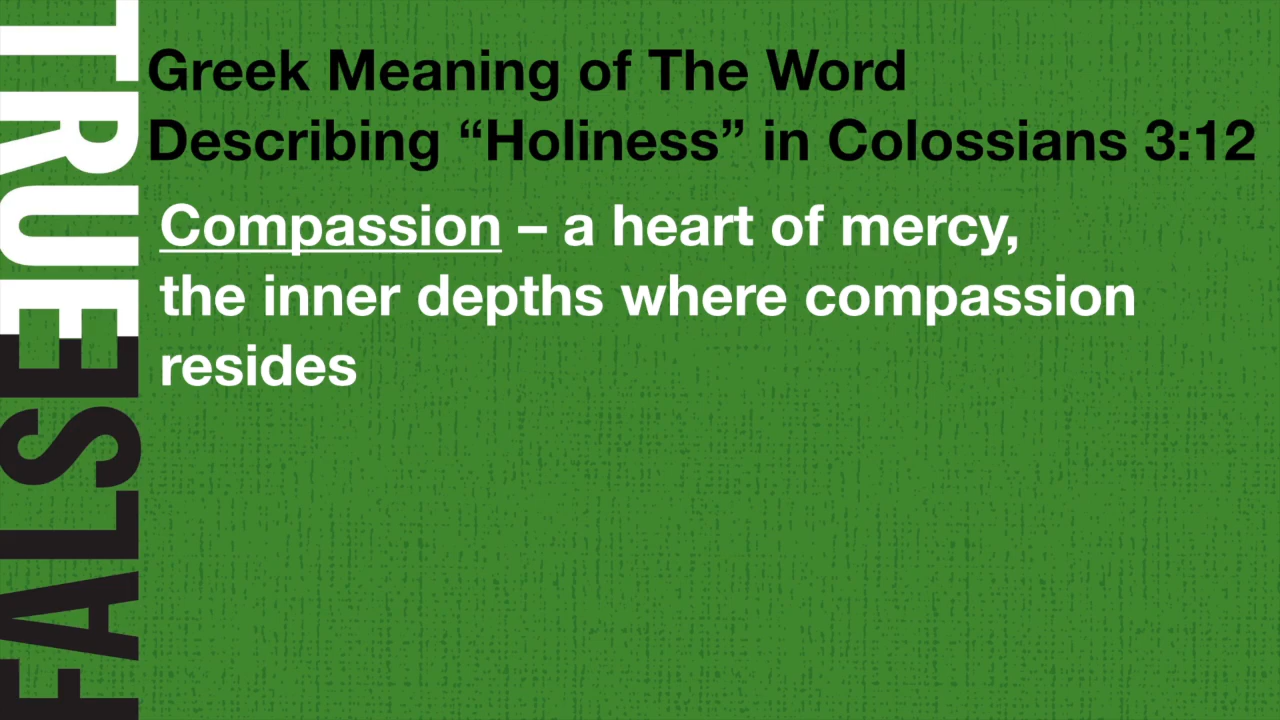 TRUE
FALSE
Greek Meaning of The Word
Describing “Holiness” in Colossians 3:12
Compassion – a heart of mercy,
the inner depths where compassion
resides